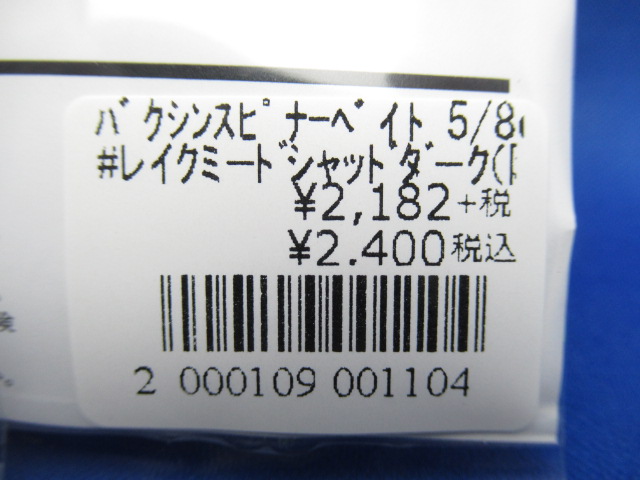 ﾊﾞｸｼﾝｽﾋﾟﾅｰﾍﾞｲﾄ 5/8
#ﾚｲｸﾐｰﾄﾞｼｬｯﾄﾞﾀﾞｰｸ(
¥2,182+税
¥2.400税込
2 000109 001104